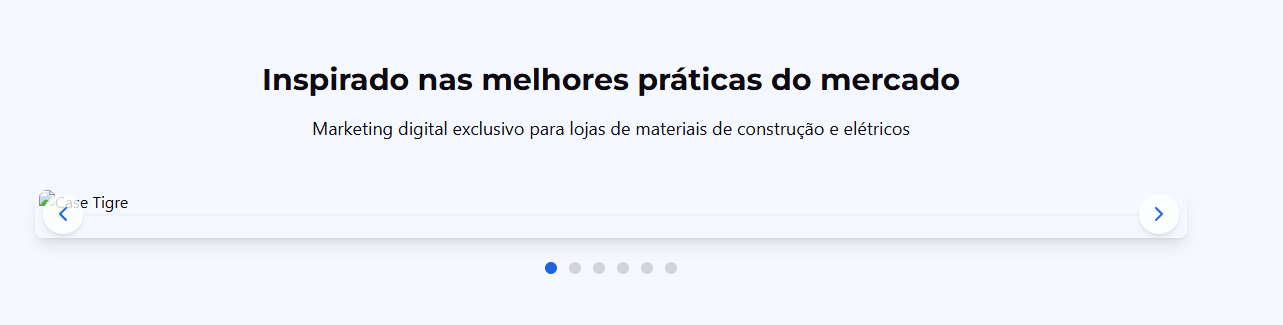 Inspirado nas melhores práticas do mercado
Marketing digital exclusivo para lojas de materiais de construção e elétricos
Case Tigre